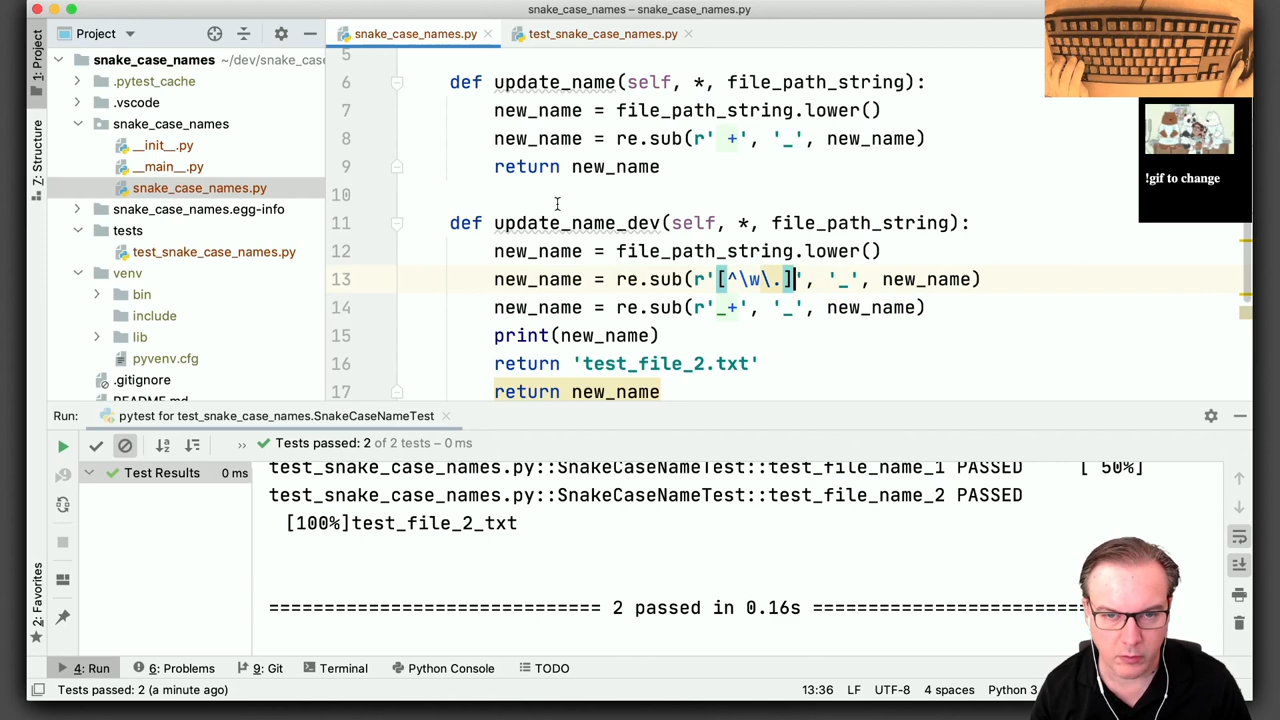 snake_case_names – snake_case_names.py
Project
snake_case_names.py
test_snake_case_names.py
1: Project
Z: Structure
2: Favorites
snake_case_names ~/dev/snake_cas
.pytest_cache
.vscode
snake_case_names
__init__.py
__main__.py
snake_case_names.py
snake_case_names.egg-info
tests
test_snake_case_names.py
venv
bin
include
lib
pyvenv.cfg
.gitignore
README.md
5
6 def update_name(self, *, file_path_string):
7 new_name = file_path_string.lower()
8 new_name = re.sub(r' +', '_', new_name)
9 return new_name
10
11 def update_name_dev(self, *, file_path_string):
12 new_name = file_path_string.lower()
13 new_name = re.sub(r'[^\w\.]', '_', new_name)
14 new_name = re.sub(r'_+', '_', new_name)
15 print(new_name)
16 return 'test_file_2.txt'
17 return new_name
!gif to change
Run: pytest for test_snake_case_names.SnakeCaseNameTest
Tests passed: 2 of 2 tests – 0 ms
Test Results 0 ms
test_snake_case_names.py::SnakeCaseNameTest::test_file_name_1 PASSED [ 50%]
test_snake_case_names.py::SnakeCaseNameTest::test_file_name_2 PASSED
[100%]test_file_2_txt
============================ 2 passed in 0.16s ============================
4: Run
6: Problems
9: Git
Terminal
Python Console
TODO
Tests passed: 2 (a minute ago)
13:36 LF UTF-8 4 spaces Python 3